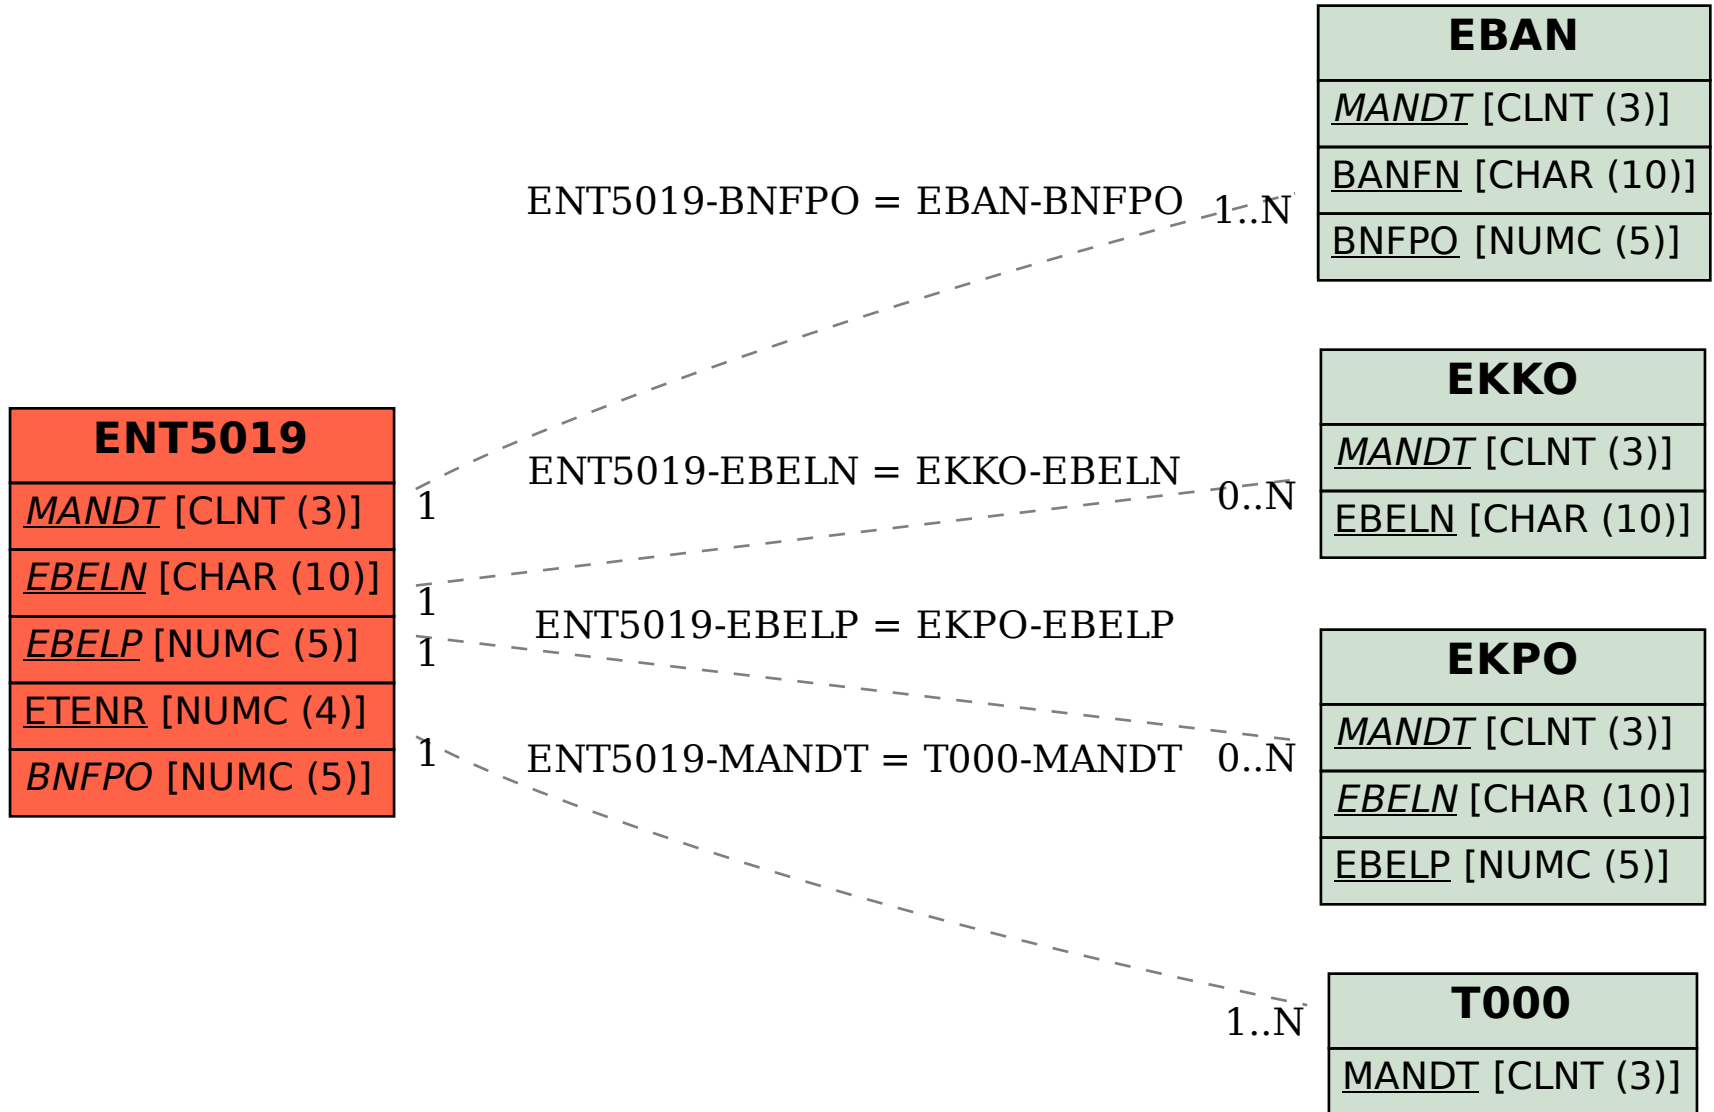 ENT5019
MANDT [CLNT (3)]
EBELN [CHAR (10)]
EBELP [NUMC (5)]
ETENR [NUMC (4)]
BNFPO [NUMC (5)]
ENT5019-BNFPO = EBAN-BNFPO
1..N
1
ENT5019-EBELN = EKKO-EBELN
0..N
1
ENT5019-EBELP = EKPO-EBELP
1
0..N
ENT5019-MANDT = T000-MANDT
1
1..N
EBAN
MANDT [CLNT (3)]
BANFN [CHAR (10)]
BNFPO [NUMC (5)]
EKKO
MANDT [CLNT (3)]
EBELN [CHAR (10)]
EKPO
MANDT [CLNT (3)]
EBELN [CHAR (10)]
EBELP [NUMC (5)]
T000
MANDT [CLNT (3)]